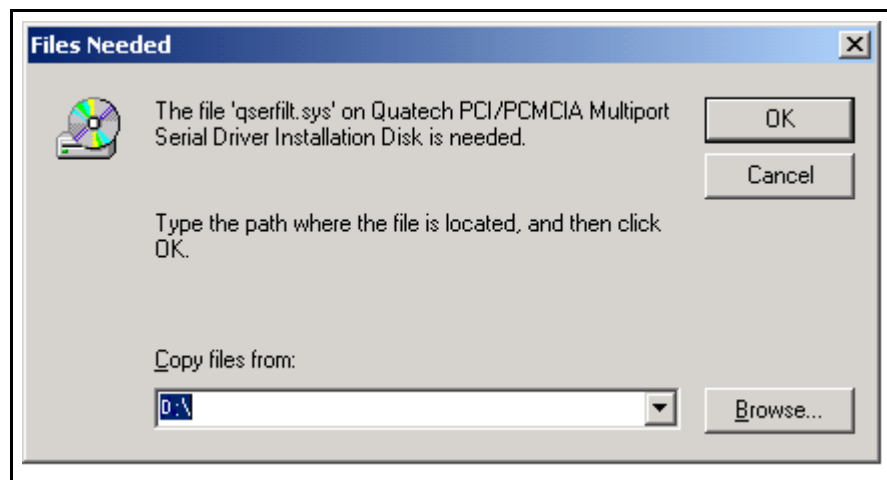 Files Needed
The file 'qserfilt.sys' on Quatech PCI/PCMCIA Multiport
Serial Driver Installation Disk is needed.
OK
Cancel
Type the path where the file is located, and then click
OK.
Copy files from:
D:\
Browse...